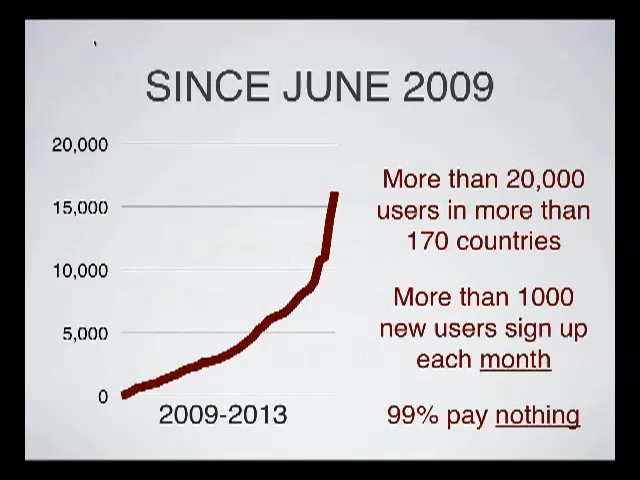 SINCE JUNE 2009
20,000
15,000
10,000
5,000
0
2009-2013
More than 20,000
users in more than
170 countries
More than 1000
new users sign up
each month
99% pay nothing